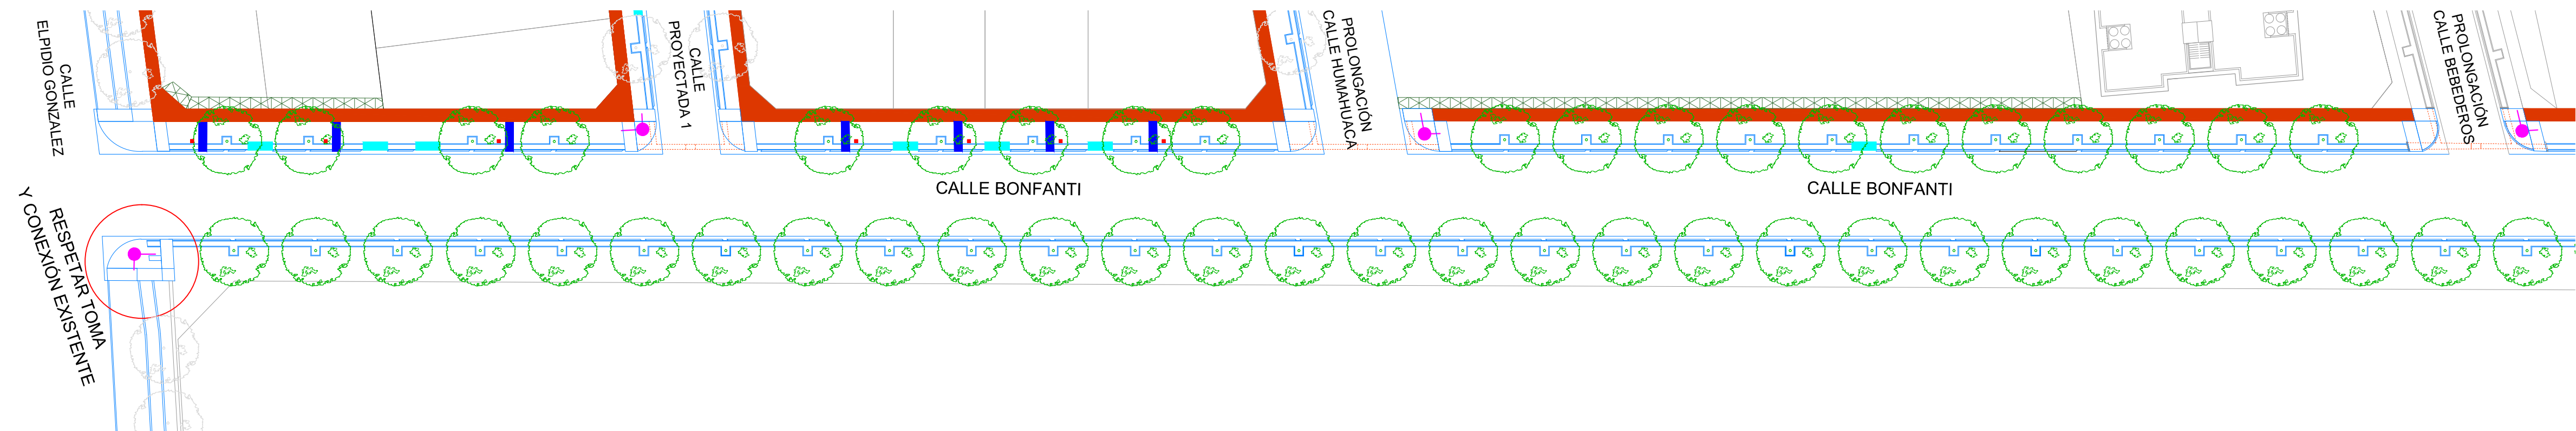 CALLE
ELPIDIO GONZALEZ
CALLE
PROYECTADA 1
PROLONGACIÓN
CALLE HUMAHUACA
PROLONGACIÓN
CALLE BEBEDEROS
CALLE BONFANTI
CALLE BONFANTI
RESPETAR TOMA
Y CONEXIÓN EXISTENTE